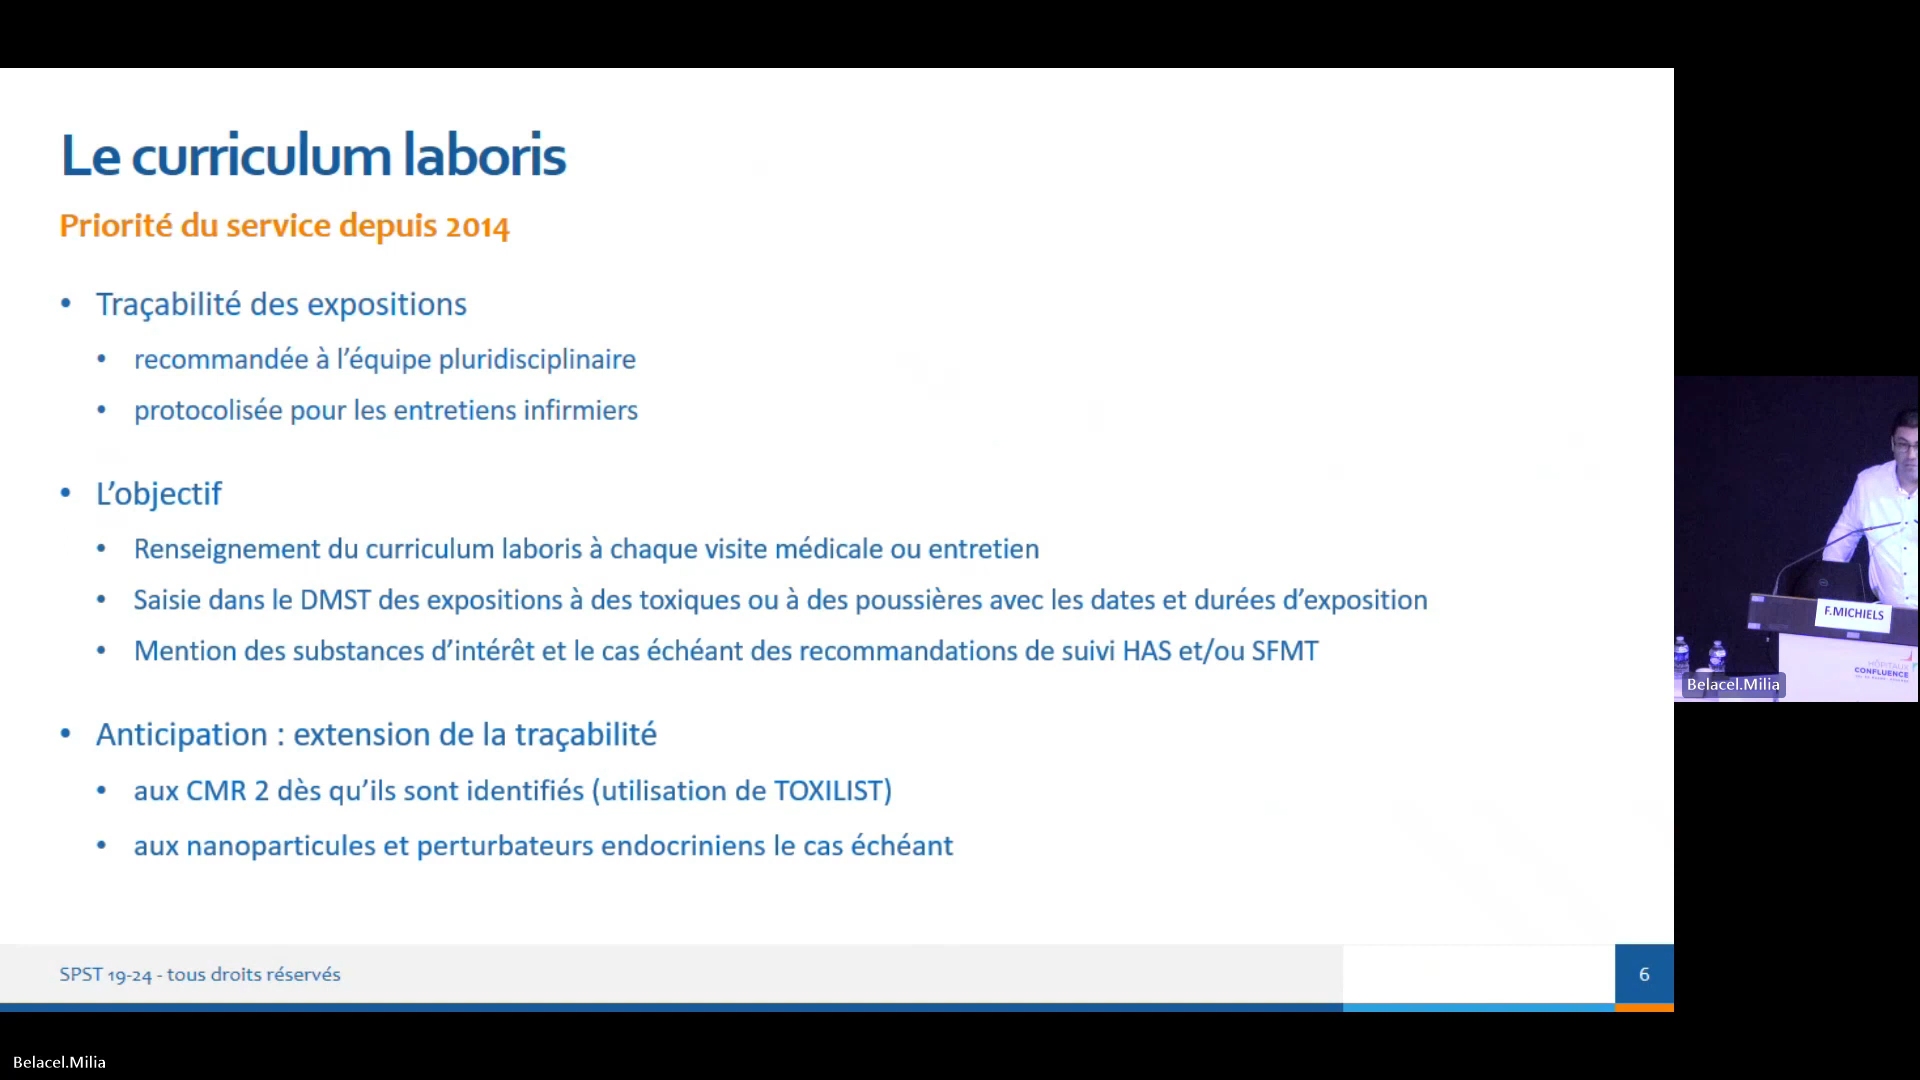 Le curriculum laboris
Priorité du service depuis 2014
• Traçabilité des expositions
• recommandée à l’équipe pluridisciplinaire
• protocolisée pour les entretiens infirmiers
• L’objectif
• Renseignement du curriculum laboris à chaque visite médicale ou entretien
• Saisie dans le DMST des expositions à des toxiques ou à des poussières avec les dates et durées d’exposition
• Mention des substances d’intérêt et le cas échéant des recommandations de suivi HAS et/ou SFMT
• Anticipation : extension de la traçabilité
• aux CMR 2 dès qu’ils sont identifiés (utilisation de TOXILIST)
• aux nanoparticules et perturbateurs endocriniens le cas échéant
SPST 19-24 - tous droits réservés
6
F.MICHIELS
HÔPITAUX
CONFLUENCE
Belacel.Milia
Belacel.Milia